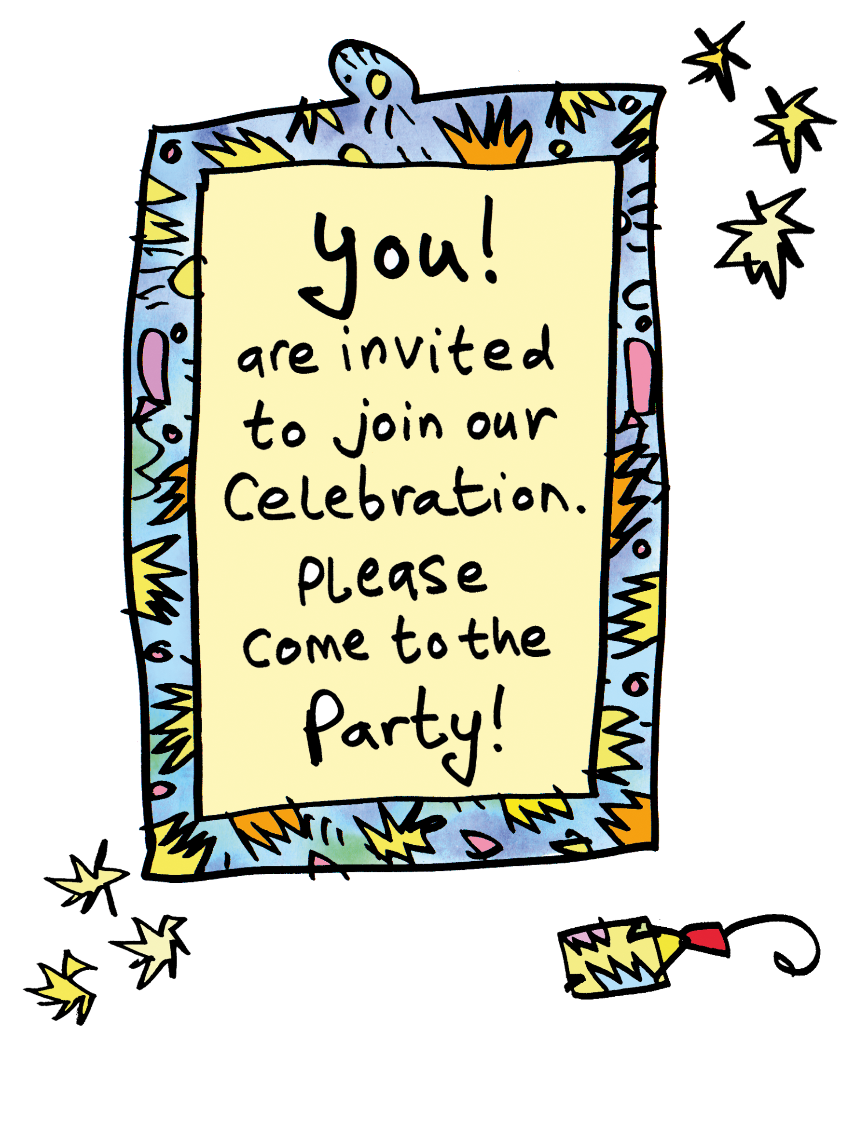 you!
are invited
to join our
Celebration.
Please
come to the
Party!